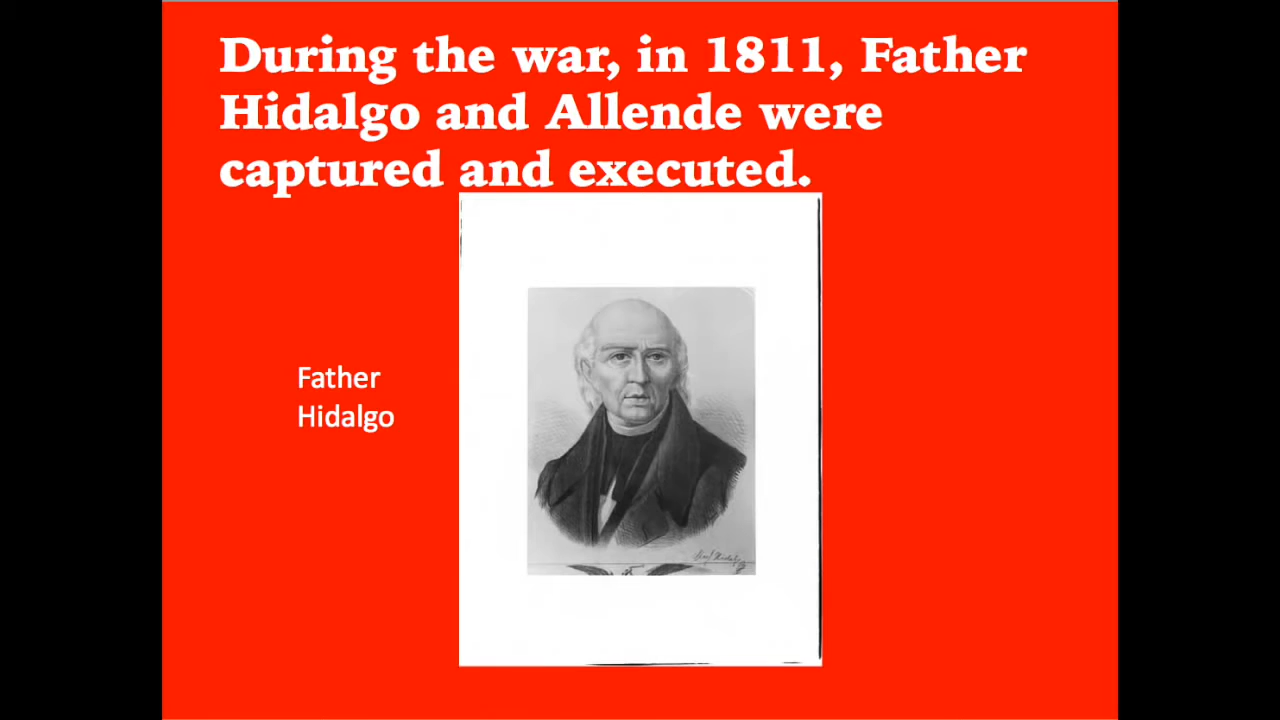 During the war, in 1811, Father
Hidalgo and Allende were
captured and executed.
Father
Hidalgo